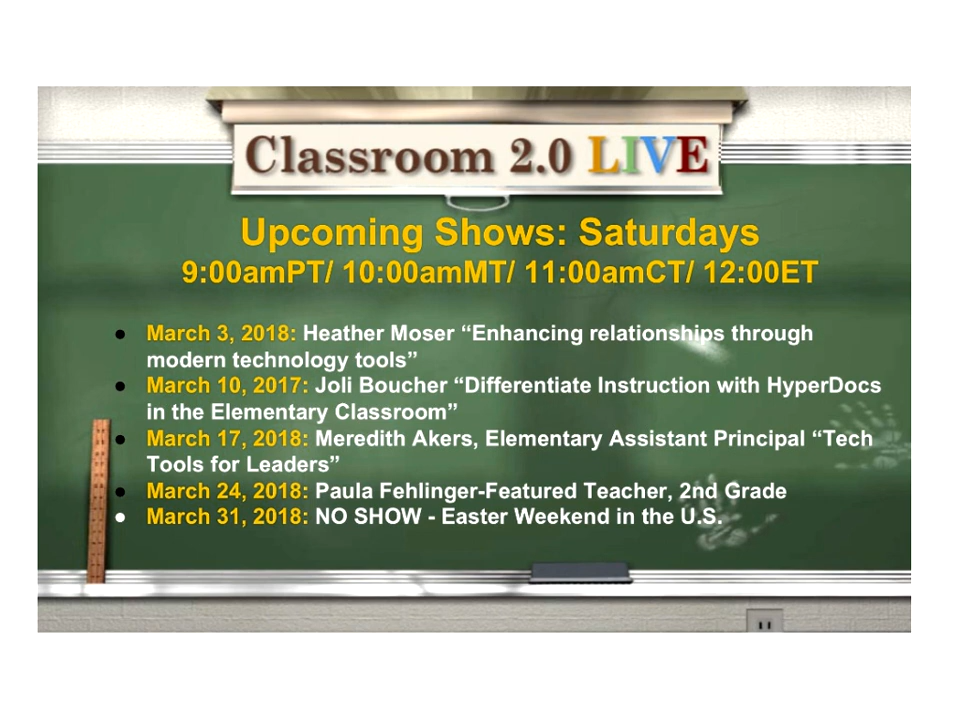 Classroom 2.0 LIVE
Upcoming Shows: Saturdays
9:00amPT/ 10:00amMT/ 11:00amCT/ 12:00ET
● March 3, 2018: Heather Moser “Enhancing relationships through
modern technology tools”
● March 10, 2017: Joli Boucher “Differentiate Instruction with HyperDocs
in the Elementary Classroom”
● March 17, 2018: Meredith Akers, Elementary Assistant Principal “Tech
Tools for Leaders”
● March 24, 2018: Paula Fehlinger-Featured Teacher, 2nd Grade
● March 31, 2018: NO SHOW - Easter Weekend in the U.S.